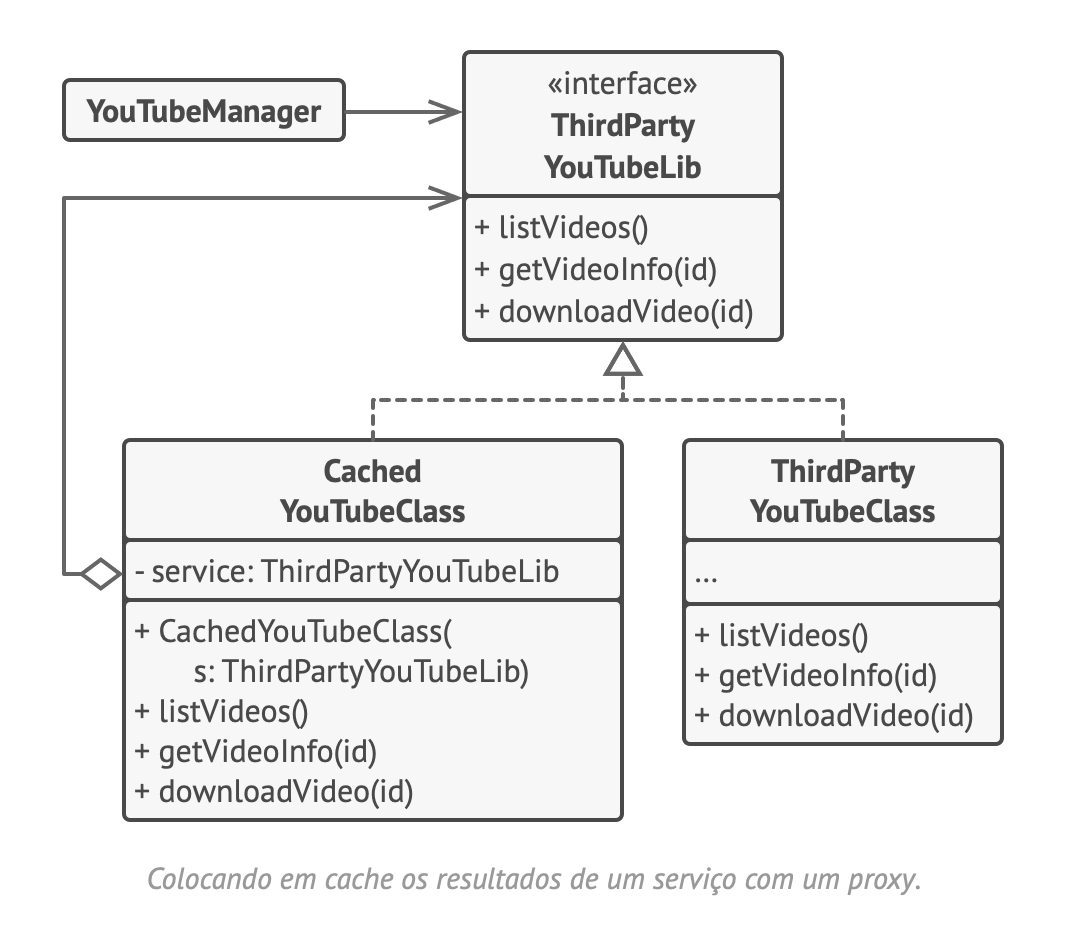 YouTubeManager
«interface»
ThirdParty
YouTubeLib
+ listVideos()
+ getVideoInfo(id)
+ downloadVideo(id)
Cached
YouTubeClass
- service: ThirdPartyYouTubeLib
+ CachedYouTubeClass(
s: ThirdPartyYouTubeLib)
+ listVideos()
+ getVideoInfo(id)
+ downloadVideo(id)
ThirdParty
YouTubeClass
...
+ listVideos()
+ getVideoInfo(id)
+ downloadVideo(id)
Colocando em cache os resultados de um serviço com um proxy.